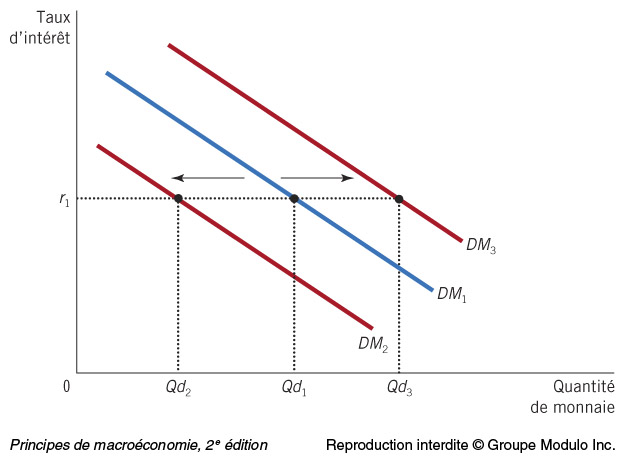 Taux
d'intérêt
r1
DM3
DM1
DM2
0
Qd2
Qd1
Qd3
Quantité
de monnaie
Principes de macroéconomie, 2e édition
Reproduction interdite © Groupe Modulo Inc.